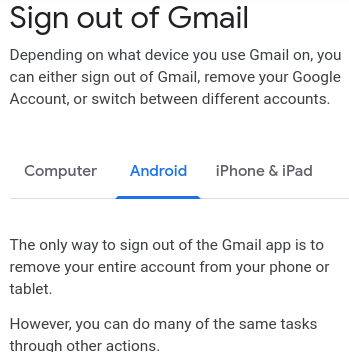 Sign out of Gmail
Depending on what device you use Gmail on, you
can either sign out of Gmail, remove your Google
Account, or switch between different accounts.
Computer Android iPhone & iPad
The only way to sign out of the Gmail app is to
remove your entire account from your phone or
tablet.
However, you can do many of the same tasks
through other actions.